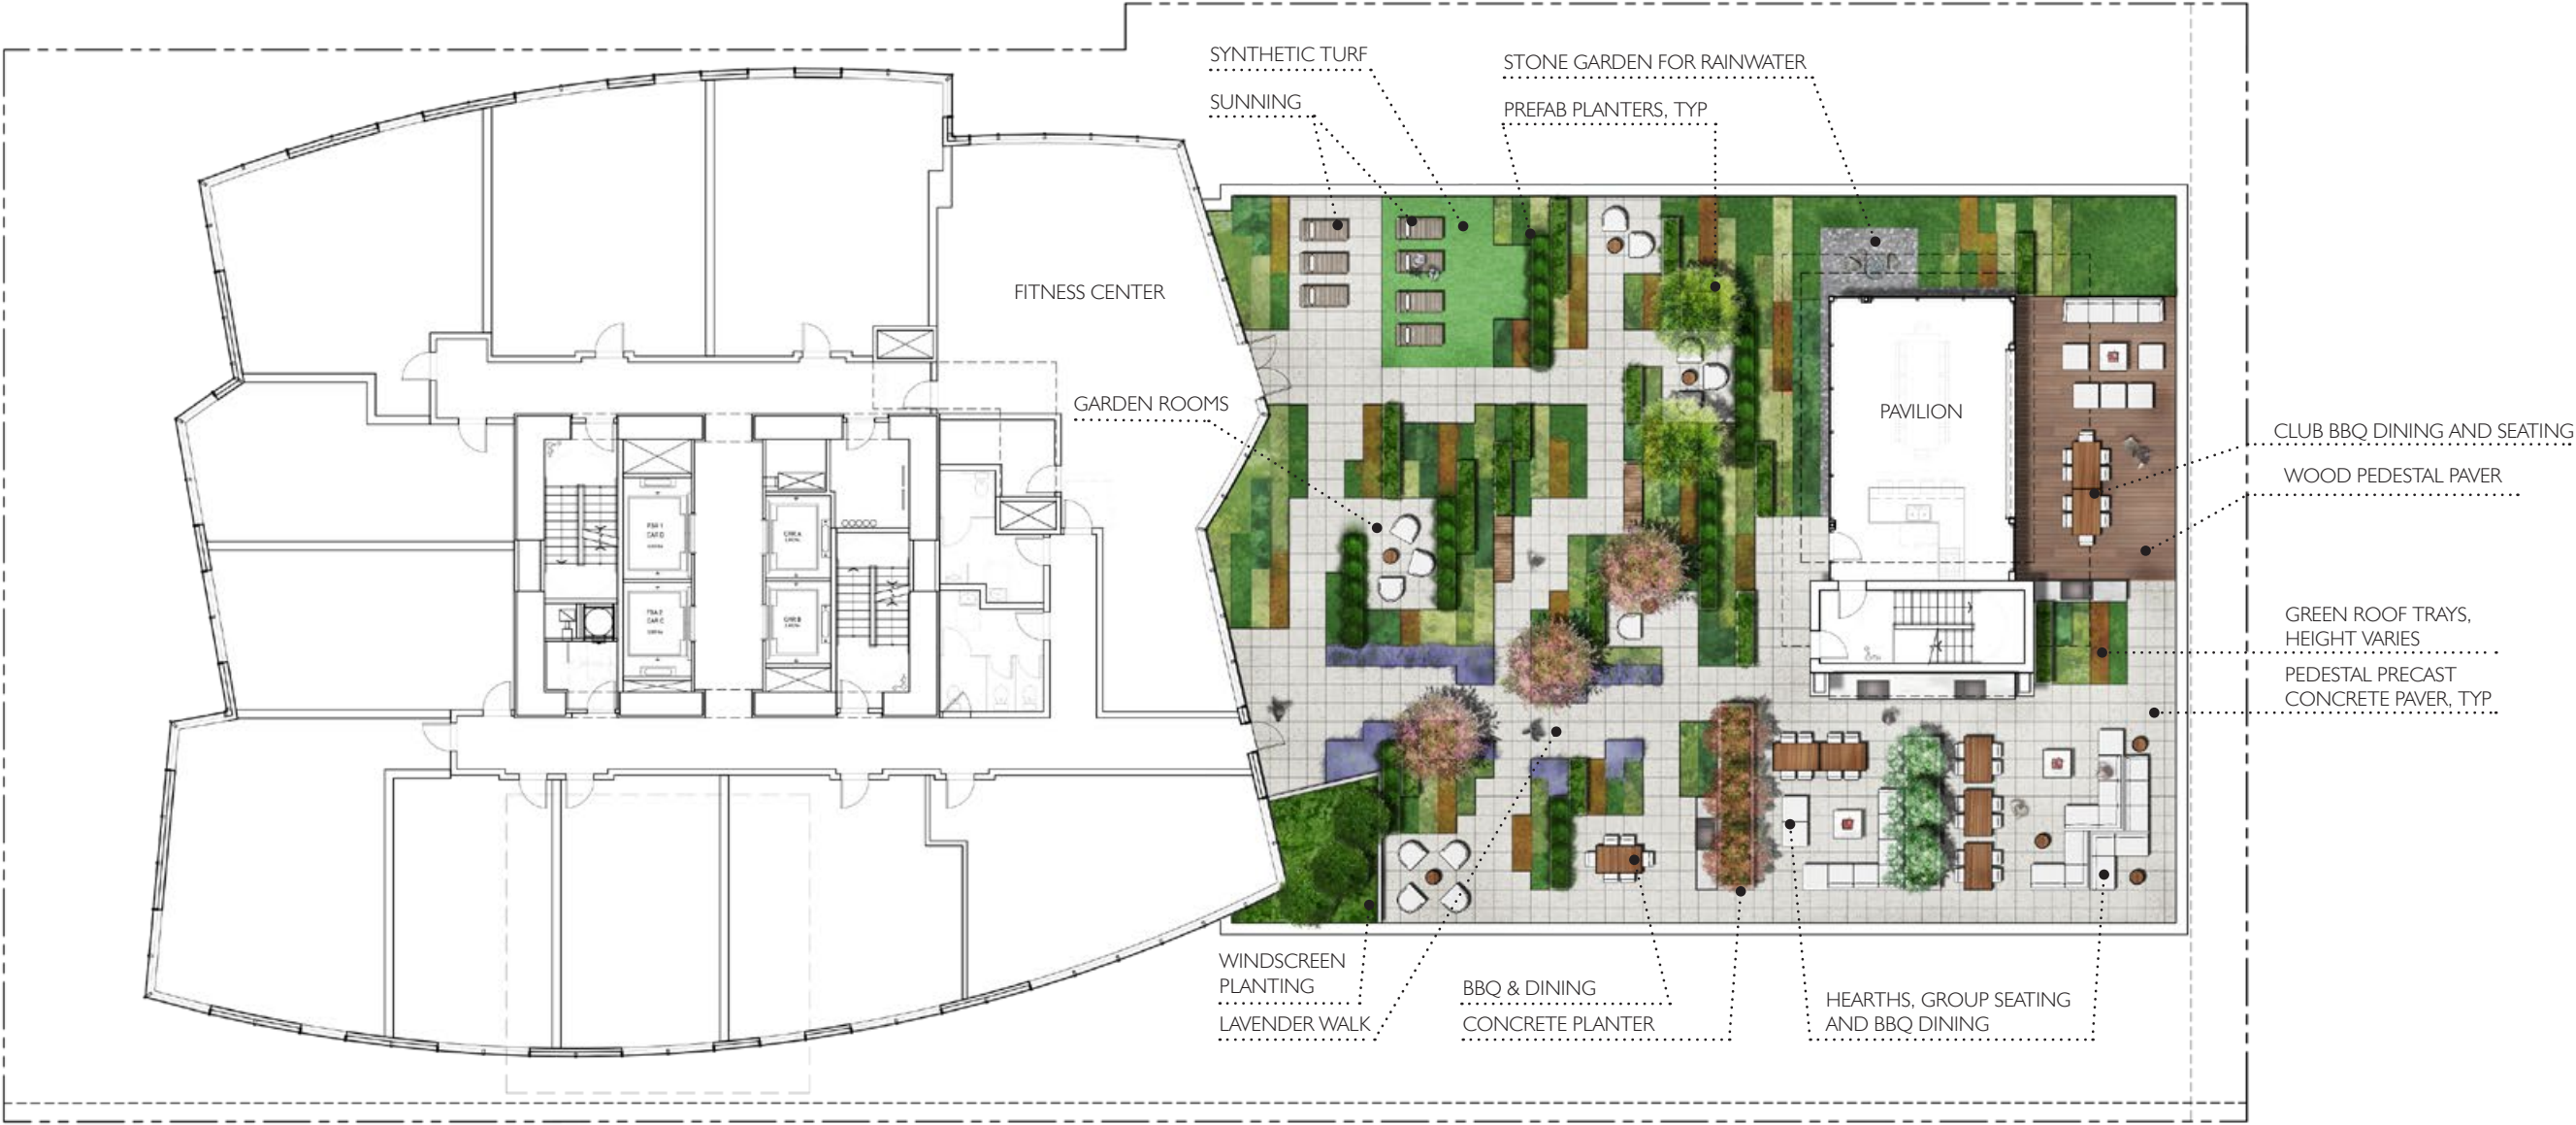 SYNTHETIC TURF
SUNNING
STONE GARDEN FOR RAINWATER
PREFAB PLANTERS, TYP
FITNESS CENTER
GARDEN ROOMS
PAVILION
CLUB BBQ DINING AND SEATING
WOOD PEDESTAL PAVER
GREEN ROOF TRAYS,
HEIGHT VARIES
PEDESTAL PRECAST
CONCRETE PAVER, TYP
WINDSCREEN
PLANTING
LAVENDER WALK
BBQ & DINING
CONCRETE PLANTER
HEARTHS, GROUP SEATING
AND BBQ DINING